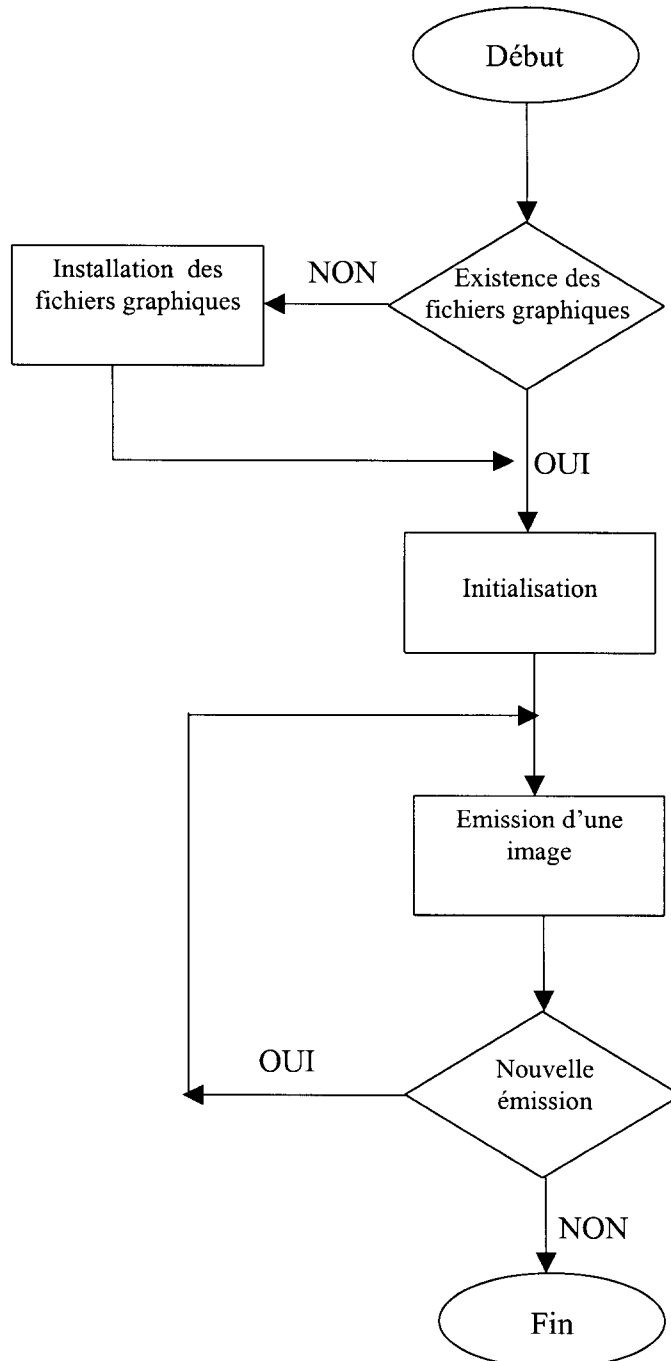 Début
Existence des
fichiers graphiques
NON
Installation des
fichiers graphiques
OUI
Initialisation
Emission d'une
image
Nouvelle
émission
OUI
NON
Fin